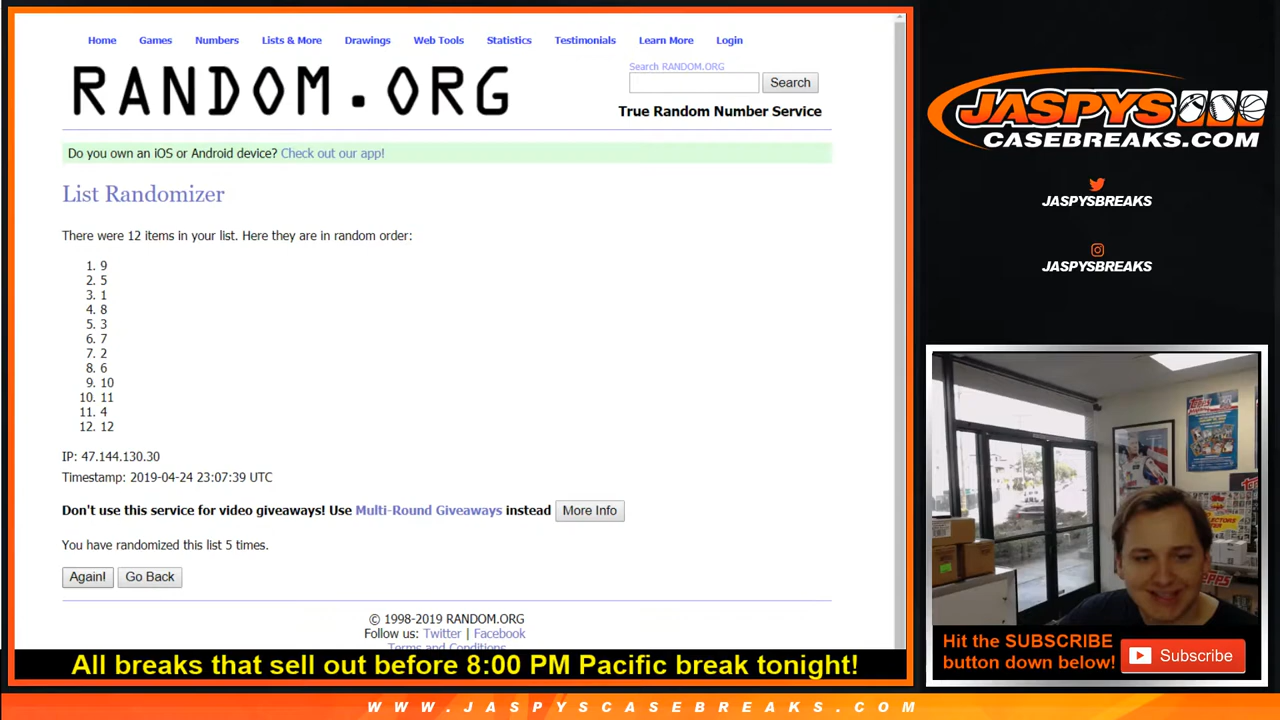 Home Games Numbers Lists & More Drawings Web Tools Statistics Testimonials Learn More Login
RANDOM.ORG
Search RANDOM.ORG
Search
True Random Number Service
Do you own an iOS or Android device? Check out our app!
List Randomizer
There were 12 items in your list. Here they are in random order:
1. 9
2. 5
3. 1
4. 8
5. 3
6. 7
7. 2
8. 6
9. 10
10. 11
11. 4
12. 12
IP: 47.144.130.30
Timestamp: 2019-04-24 23:07:39 UTC
Don't use this service for video giveaways! Use Multi-Round Giveaways instead More Info
You have randomized this list 5 times.
Again! Go Back
© 1998-2019 RANDOM.ORG
Follow us: Twitter | Facebook
Terms and Conditions
All breaks that sell out before 8:00 PM Pacific break tonight!
JASPYS
CASEBREAKS.COM
JASPYSBREAKS
JASPYSBREAKS
Hit the SUBSCRIBE
button down below!
Subscribe
WWW.JASPYSCASEBREAKS.COM